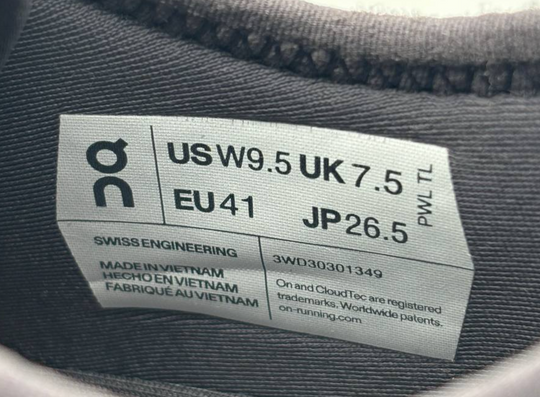 US W9.5 UK 7.5
EU 41 JP 26.5
PWL TL
SWISS ENGINEERING
MADE IN VIETNAM
HECHO EN VIETNAM
FABRIQUÉ AU VIETNAM
3WD30301349
On and CloudTec are registered
trademarks. Worldwide patents.
on-running.com